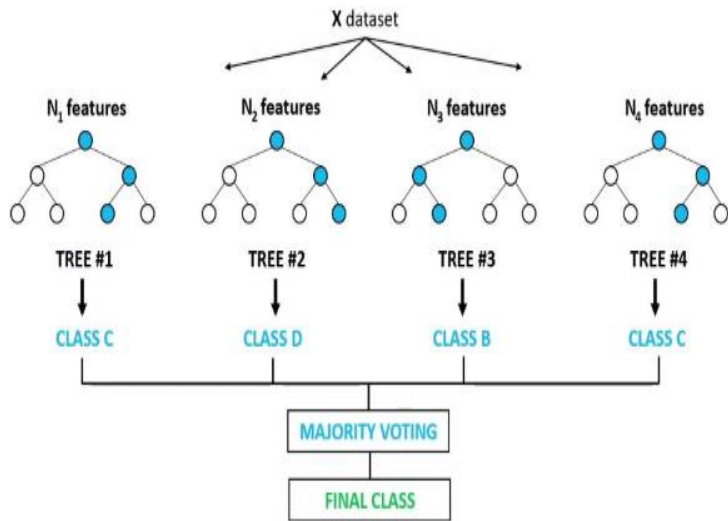 X dataset
N₁ features N₂ features N₃ features N₄ features
TREE #1 TREE #2 TREE #3 TREE #4
CLASS C CLASS D CLASS B CLASS C
MAJORITY VOTING
FINAL CLASS